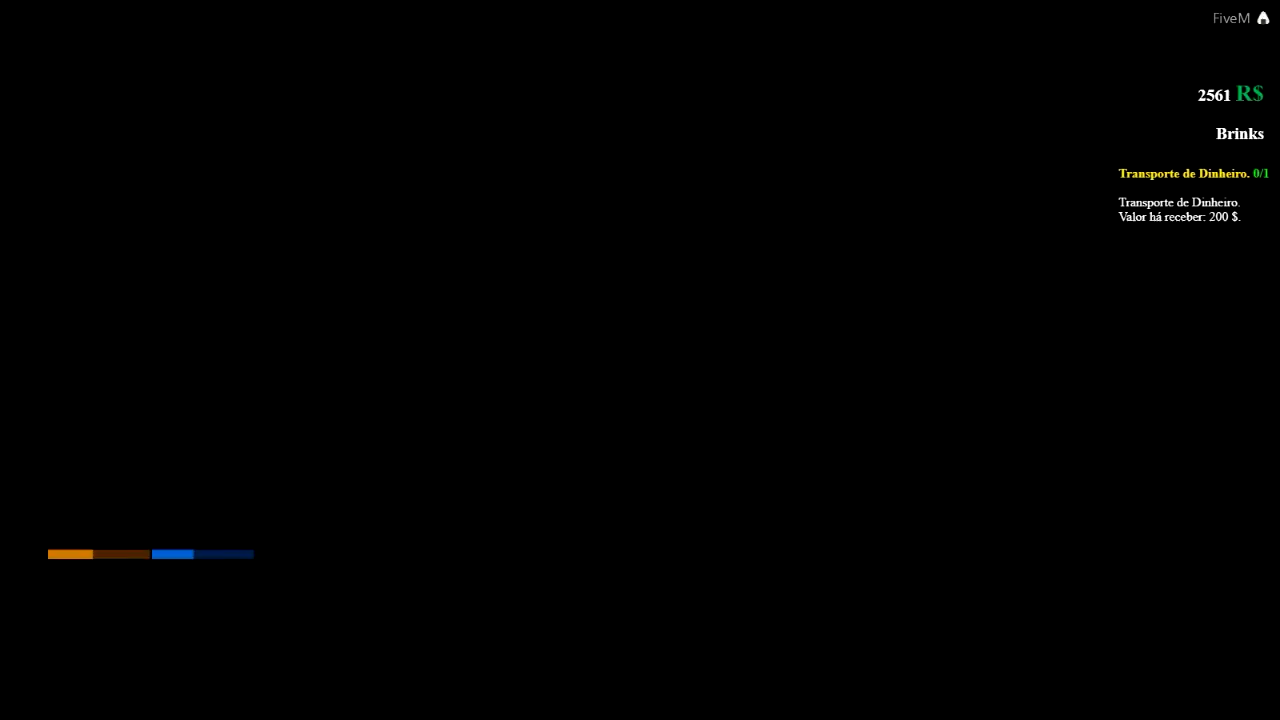 FiveM
2561 R$
Brinks
Transporte de Dinheiro. 0/1
Transporte de Dinheiro.
Valor há receber: 200 $.